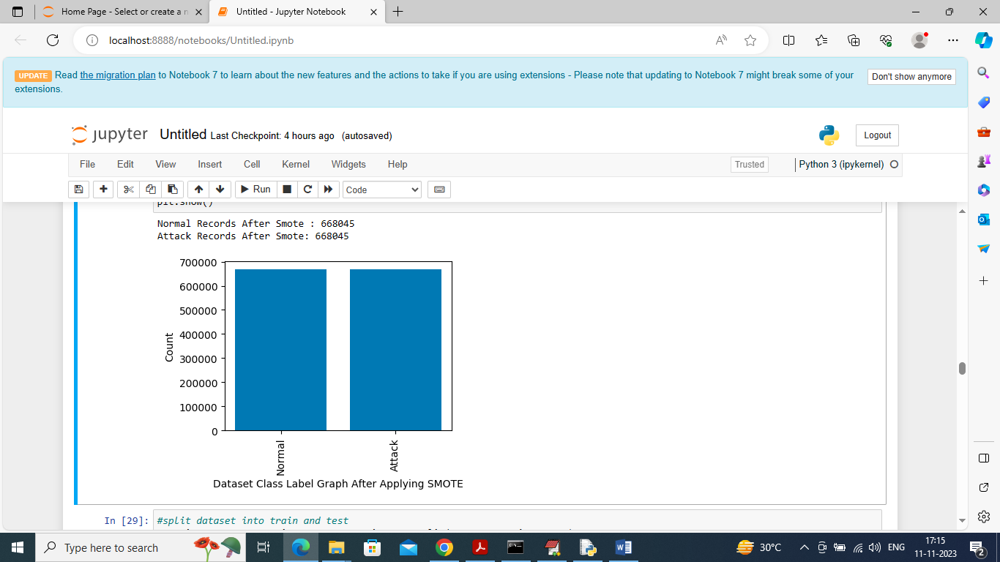 Home Page - Select or create a n
Untitled - Jupyter Notebook
localhost:8888/notebooks/Untitled.ipynb
UPDATE Read the migration plan to Notebook 7 to learn about the new features and the actions to take if you are using extensions - Please note that updating to Notebook 7 might break some of your
extensions.
Don't show anymore
jupyter Untitled Last Checkpoint: 4 hours ago (autosaved)
Logout
File Edit View Insert Cell Kernel Widgets Help
Trusted
Python 3 (ipykernel)
Run
Code
plt.show()
Normal Records After Smote : 668045
Attack Records After Smote: 668045
700000
600000
500000
400000
300000
200000
100000
0
Count
Normal
Attack
Dataset Class Label Graph After Applying SMOTE
In [29]: #split dataset into train and test
Type here to search
30°C
ENG
17:15
11-11-2023
2